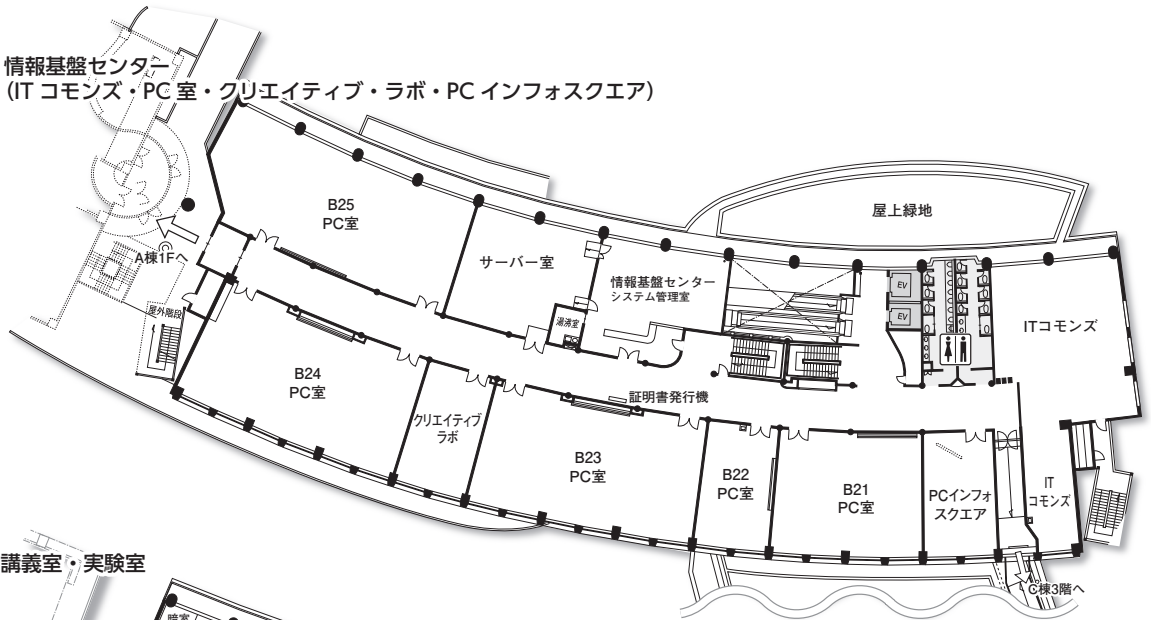 情報基盤センター
(IT コモンズ・PC 室・クリエイティブ・ラボ・PC インフォスクエア)
屋上緑地
B25
PC室
サーバー室
情報基盤センター
システム管理室
湯沸室
EV
EV
ITコモンズ
A棟1Fへ
屋外階段
B24
PC室
クリエイティブ
ラボ
証明書発行機
B23
PC室
B22
PC室
B21
PC室
PCインフォ
スクエア
IT
コモンズ
C棟3階へ
講義室・実験室
暗室